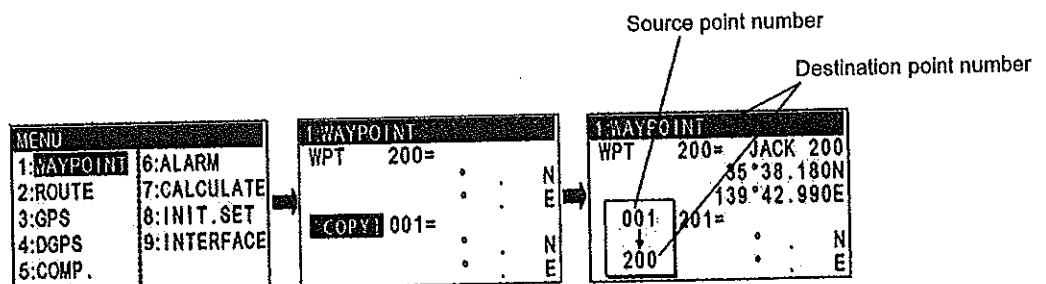 Source point number
Destination point number
MENU
1:WAYPOINT 6:ALARM
2:ROUTE 7:CALCULATE
3:GPS 8:INIT.SET
4:DGPS 9:INTERFACE
5:COMP.
1:WAYPOINT
WPT 200=
° . N
° . E
COPY1 001=
° . N
° . E
1:WAYPOINT
WPT 200= JACK 200
35°38.180N
139°42.990E
001 201=
° . N
200 ° . E